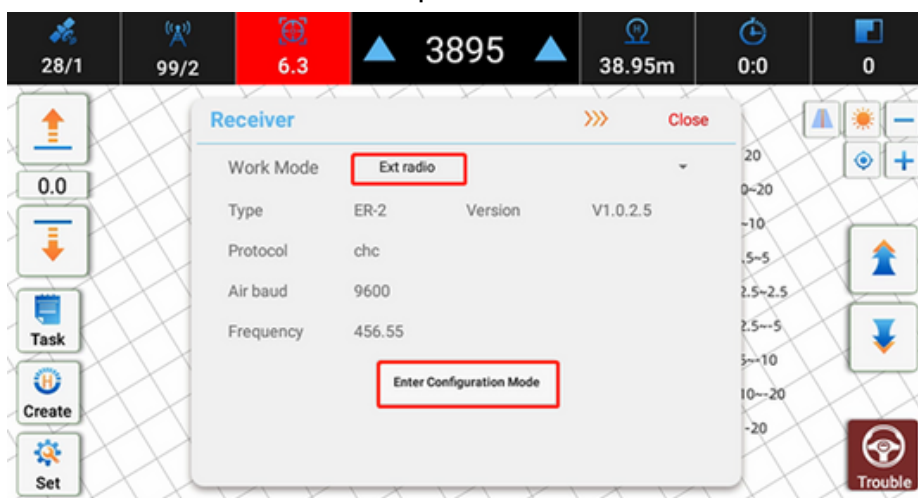 28/1
99/2
6.3
3895
H
38.95m
0:0
0
0.0
Task
H
Create
Set
Receiver
Close
Work Mode Ext radio
Type ER-2 Version V1.0.2.5
Protocol chc
Air baud 9600
Frequency 456.55
Enter Configuration Mode
20
0~20
~10
.5~5
2.5~2.5
2.5~-5
5~-10
10~-20
-20
Trouble